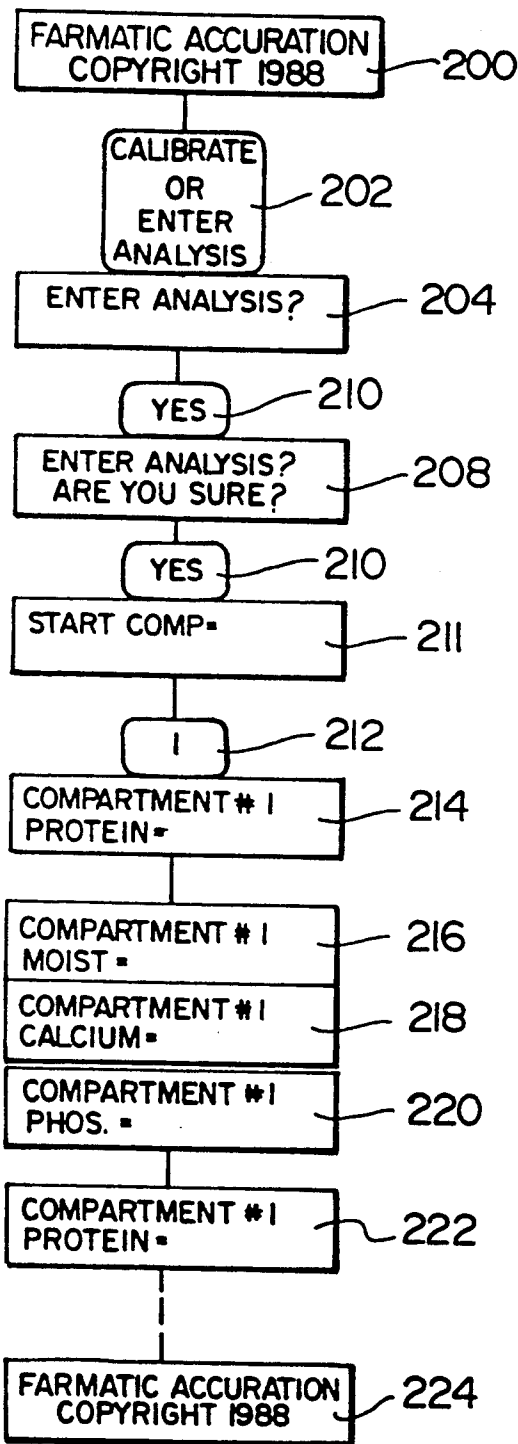 FARMATIC ACCURATION
COPYRIGHT 1988
200
CALIBRATE
OR
ENTER
ANALYSIS
202
ENTER ANALYSIS?
204
YES
210
ENTER ANALYSIS?
ARE YOU SURE?
208
YES
210
START COMP=
211
1
212
COMPARTMENT # 1
PROTEIN=
214
COMPARTMENT # 1
MOIST =
216
COMPARTMENT #1
CALCIUM=
218
COMPARTMENT #1
PHOS. =
220
COMPARTMENT #1
PROTEIN=
222
FARMATIC ACCURATION
COPYRIGHT 1988
224